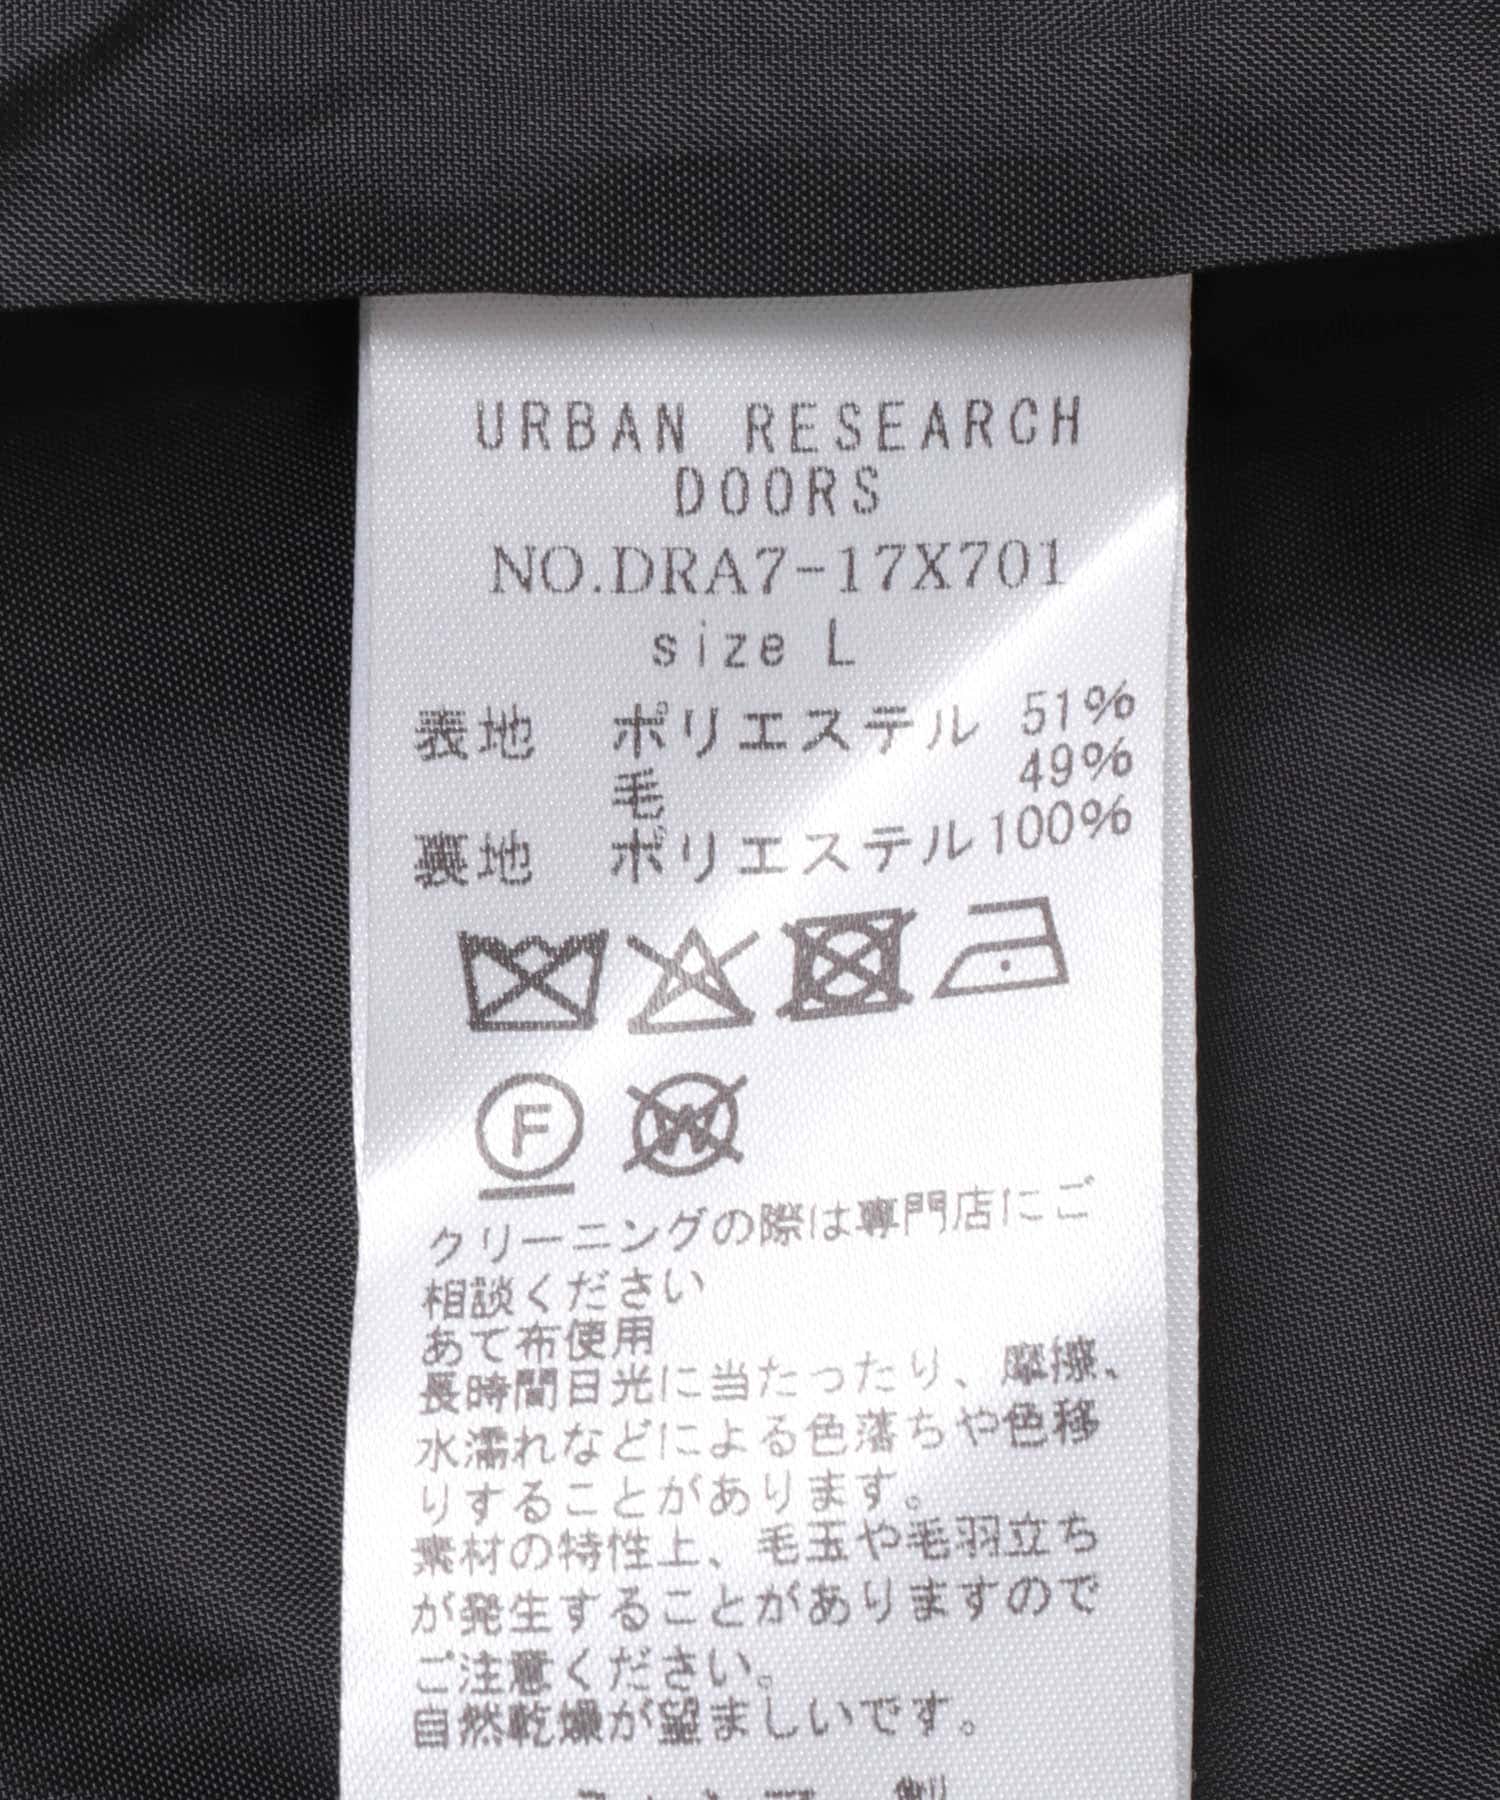 URBAN RESEARCH
DOORS
NO.DRA7-17X701
size L
表地 ポリエステル 51%
毛 49%
裏地 ポリエステル 100%
F
W
クリーニングの際は専門店にご
相談ください
あて布使用
長時間日光に当たったり、摩擦、
水濡れなどによる色落ちや色移
りすることがあります。
素材の特性上、毛玉や毛羽立ち
が発生することがありますので
ご注意ください。
自然乾燥が望ましいです。
製